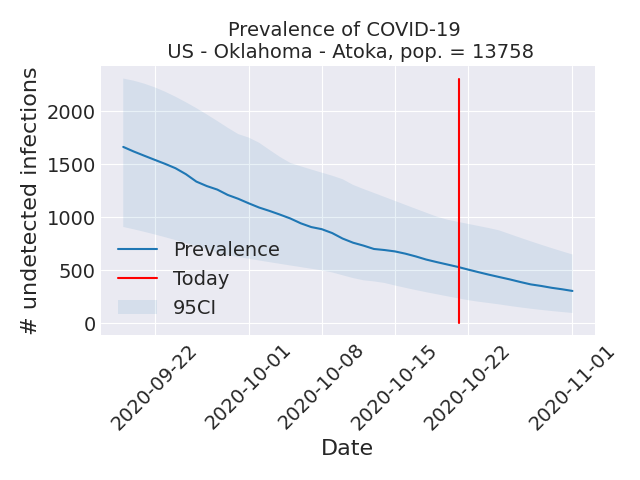 Prevalence of COVID-19
US - Oklahoma - Atoka, pop. = 13758
# undetected infections
2000
1500
1000
500
0
Prevalence
Today
95CI
2020-09-22
2020-10-01
2020-10-08
2020-10-15
2020-10-22
2020-11-01
Date